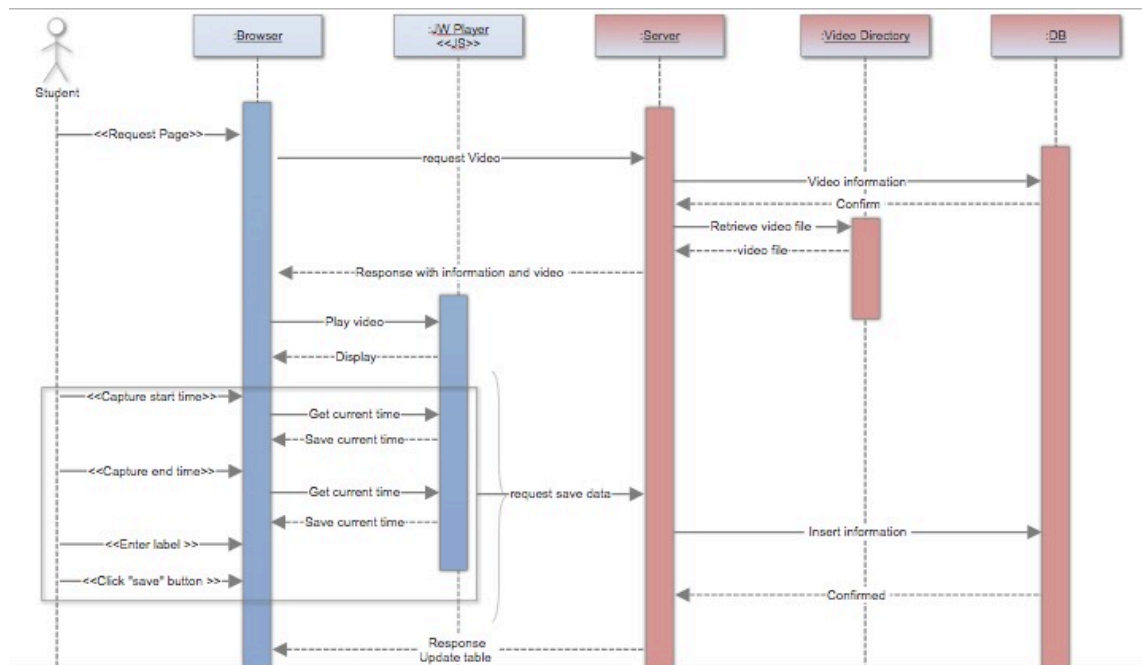 :Browser
:JW Player
<<JS>>
:Server
:Video Directory
:DB
Student
<<Request Page>>
request Video
Video information
Confirm
Retrieve video file
video file
Response with information and video
Play video
Display
<<Capture start time>>
Get current time
Save current time
<<Capture end time>>
Get current time
request save data
Save current time
Insert information
<<Enter label >>
<<Click "save" button >>
Confirmed
Response
Update table